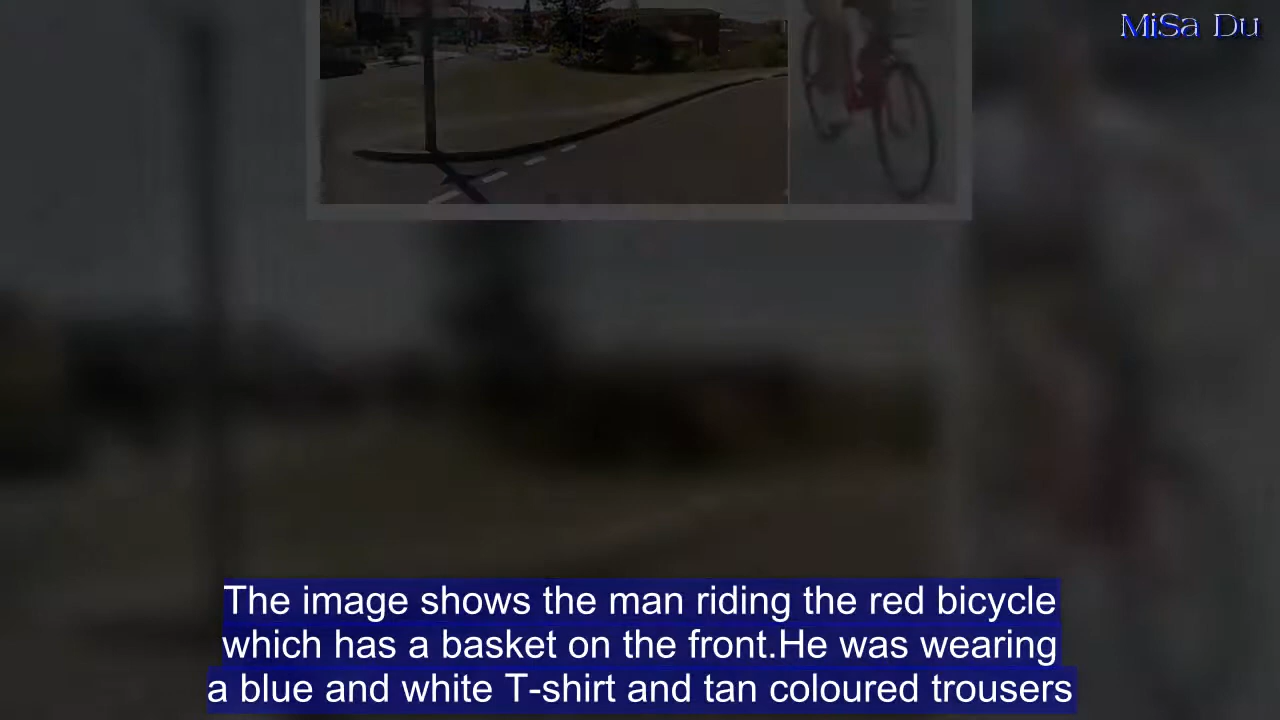 MiSa Du
The image shows the man riding the red bicycle
which has a basket on the front.He was wearing
a blue and white T-shirt and tan coloured trousers